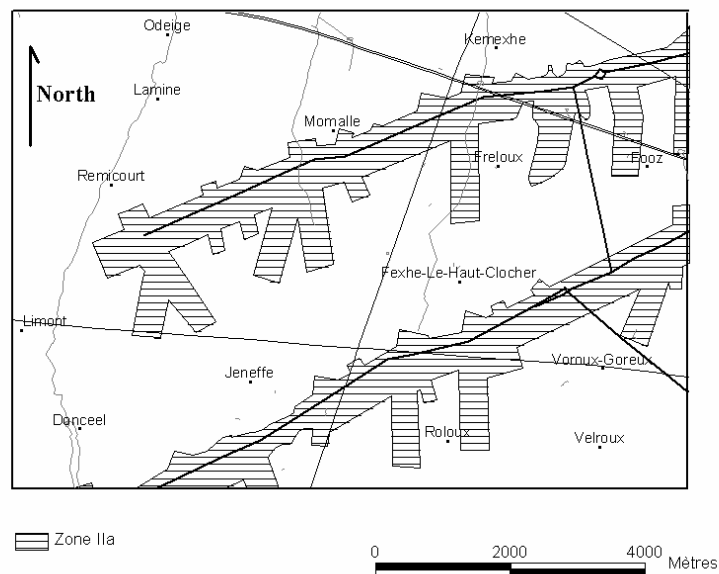 Odeige
Kemexhe
North
Lamine
Momalle
Freloux
Fooz
Remicourt
Fexhe-Le-Haut-Clocher
Limont
Voroux-Goreux
Jeneffe
Donceel
Roloux
Velroux
Zone IIa
0 2000 4000
Mètres